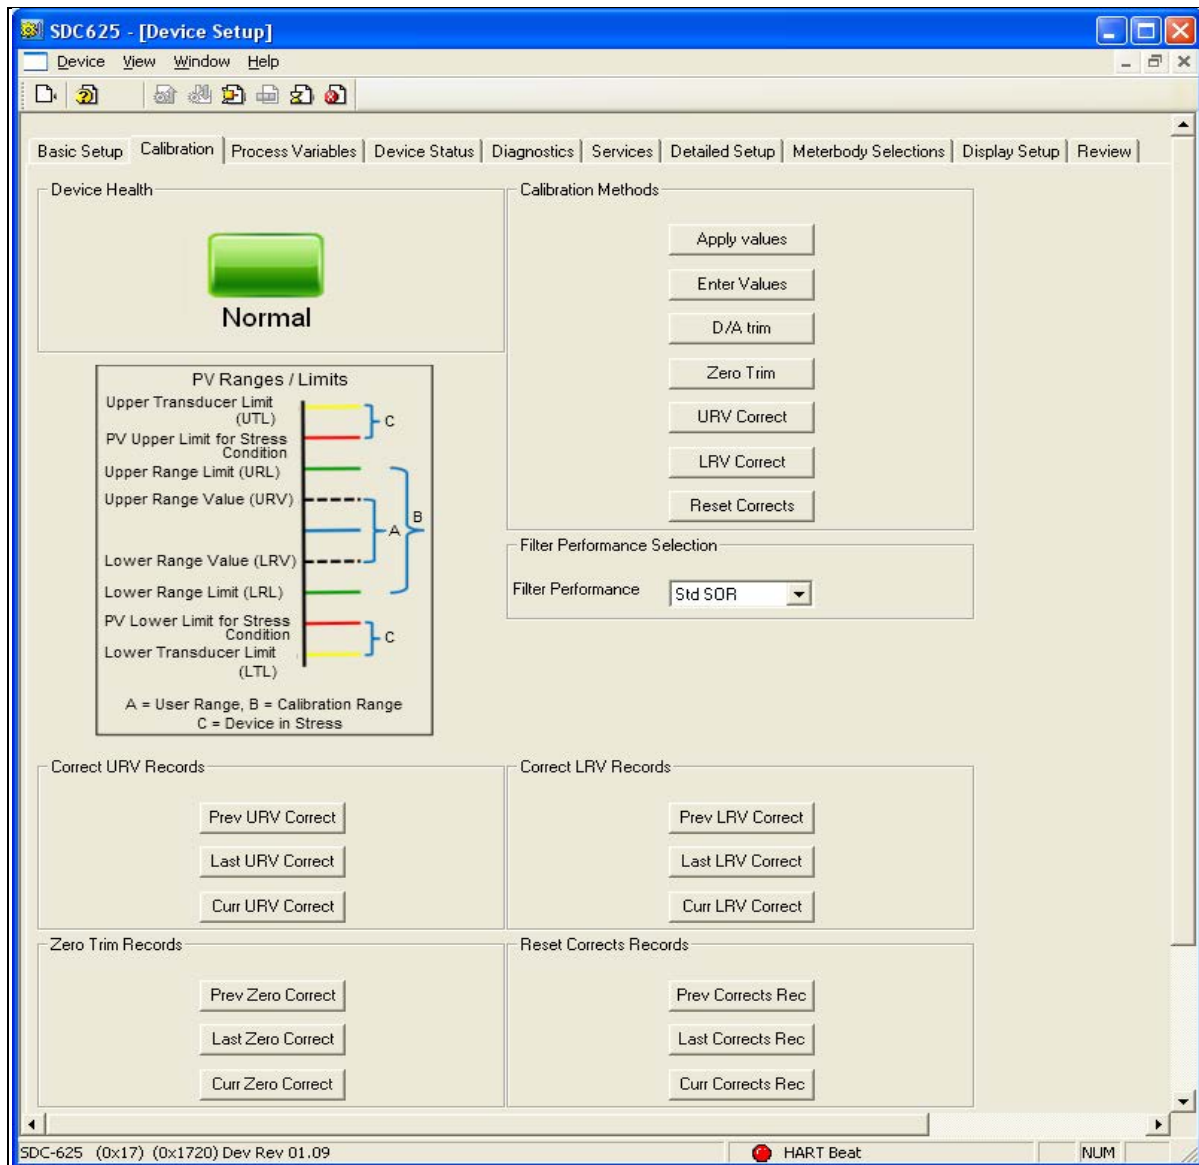 SDC625 - [Device Setup]
Device View Window Help
Basic Setup Calibration Process Variables Device Status Diagnostics Services Detailed Setup Meterbody Selections Display Setup Review
Device Health
Normal
Calibration Methods
Apply values
Enter Values
D/A trim
Zero Trim
URV Correct
LRV Correct
Reset Corrects
PV Ranges / Limits
Upper Transducer Limit
(UTL)
PV Upper Limit for Stress
Condition
Upper Range Limit (URL)
Upper Range Value (URV)
Lower Range Value (LRV)
Lower Range Limit (LRL)
PV Lower Limit for Stress
Condition
Lower Transducer Limit
(LTL)
C
B
A
C
A = User Range, B = Calibration Range
C = Device in Stress
Filter Performance Selection
Filter Performance Std SOR
Correct URV Records
Prev URV Correct
Last URV Correct
Curr URV Correct
Correct LRV Records
Prev LRV Correct
Last LRV Correct
Curr LRV Correct
Zero Trim Records
Prev Zero Correct
Last Zero Correct
Curr Zero Correct
Reset Corrects Records
Prev Corrects Rec
Last Corrects Rec
Curr Corrects Rec
SDC-625 (0x17) (0x1720) Dev Rev 01.09
HART Beat
NUM